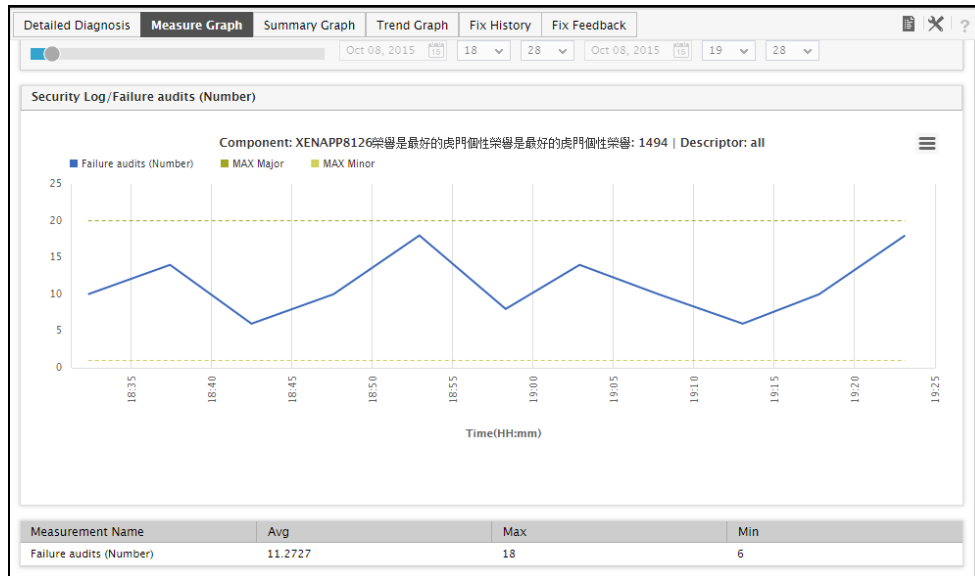 Detailed Diagnosis Measure Graph Summary Graph Trend Graph Fix History Fix Feedback ?
Oct 08, 2015 15 18 28 Oct 08, 2015 15 19 28
Security Log/Failure audits (Number)
Component: XENAPP8126榮譽是最好的虎門個性榮譽是最好的虎門個性榮譽: 1494 | Descriptor: all
Failure audits (Number) MAX Major MAX Minor
25
20
15
10
5
0
18:35 18:40 18:45 18:50 18:55 19:00 19:05 19:10 19:15 19:20 19:25
Time(HH:mm)
Measurement Name Avg Max Min
Failure audits (Number) 11.2727 18 6